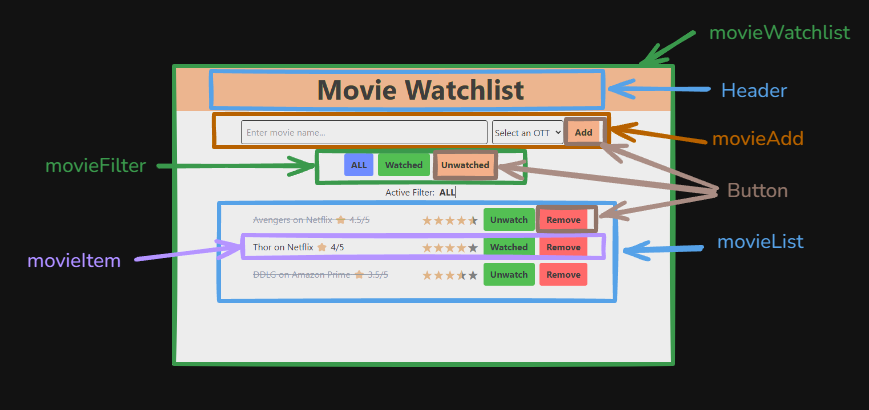 movieWatchlist
Movie Watchlist
Header
Enter movie name...
Select an OTT
Add
movieAdd
movieFilter
ALL
Watched
Unwatched
Button
Active Filter: ALL
Avengers on Netflix ⭐ 4.5/5
Unwatch
Remove
movieList
Thor on Netflix ⭐ 4/5
Watched
Remove
movieItem
DDLG on Amazon Prime ⭐ 3.5/5
Unwatch
Remove